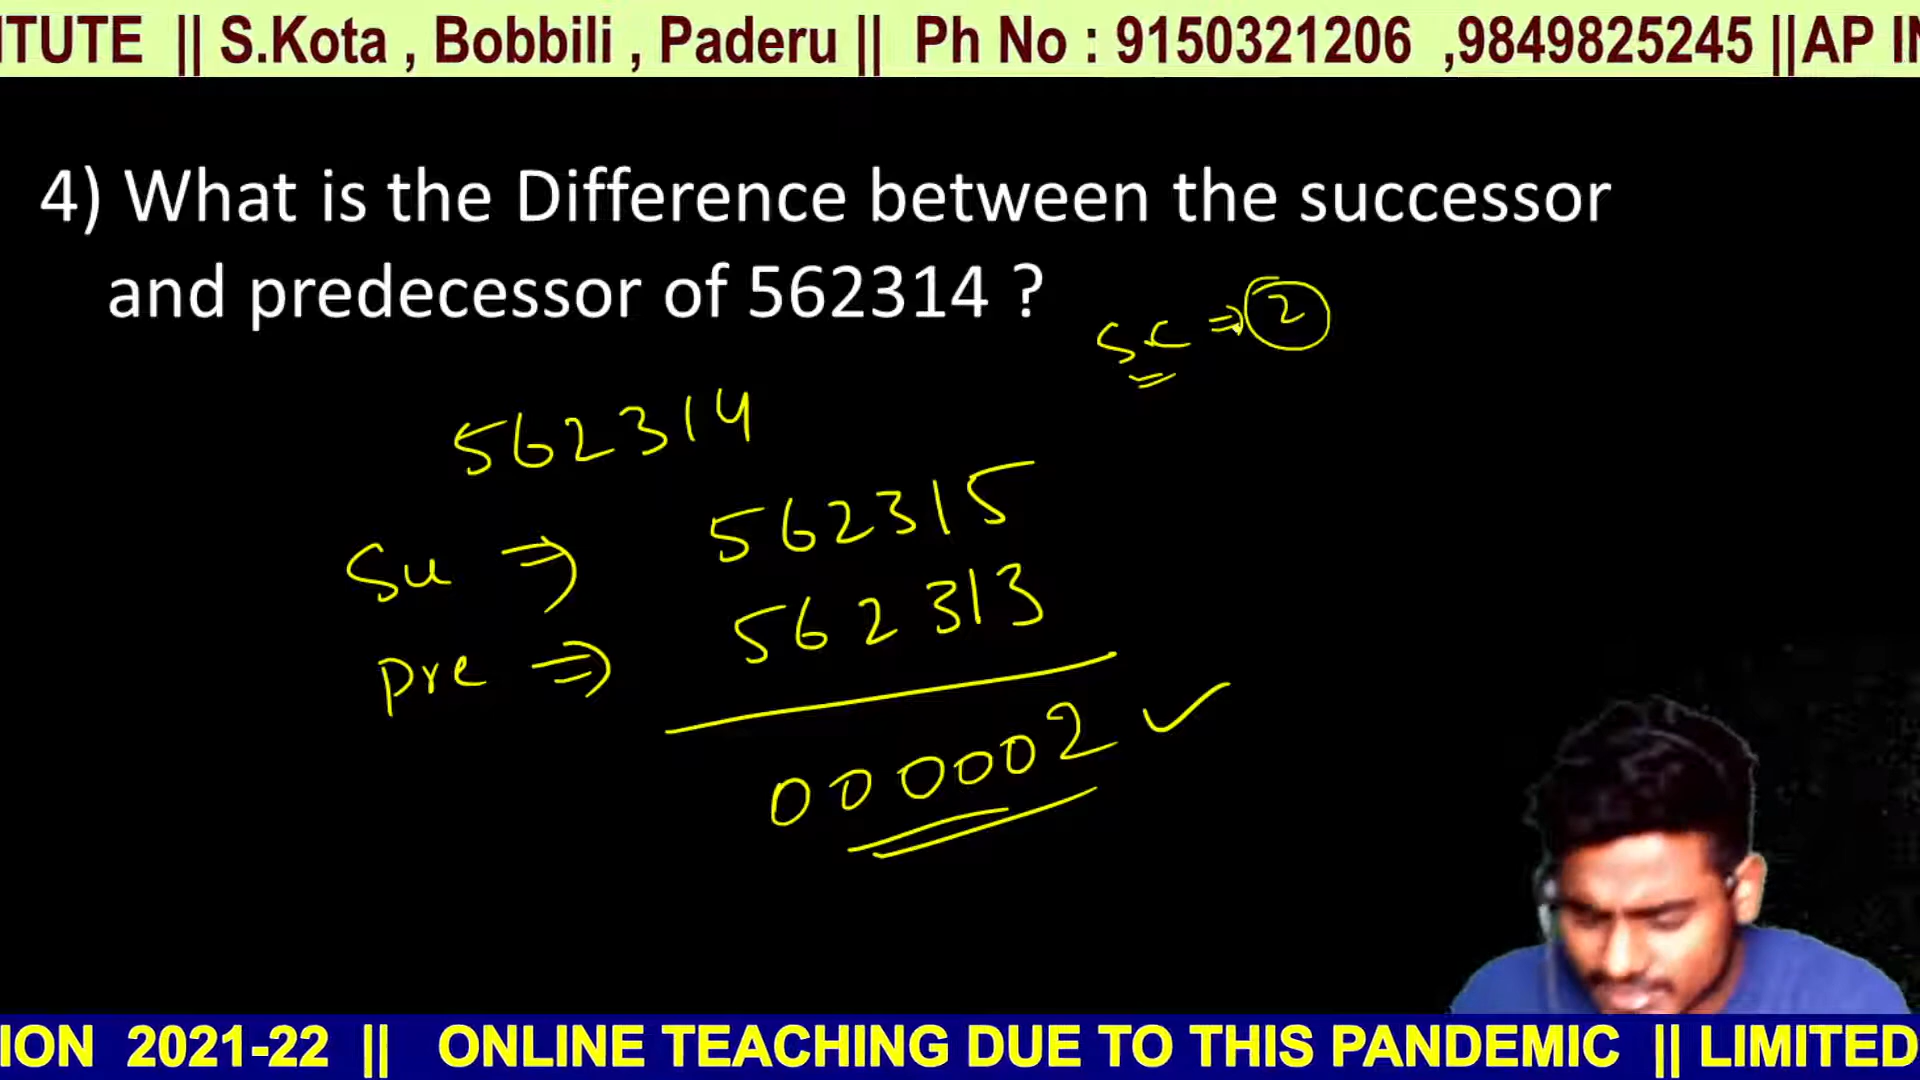 ITUTE || S.Kota , Bobbili , Paderu || Ph No : 9150321206 ,9849825245 ||AP IN
4) What is the Difference between the successor
and predecessor of 562314 ?
Sc ⇒ 2
562314
Su ⇒ 562315
Pre ⇒ 562313
000002 ✓
ION 2021-22 || ONLINE TEACHING DUE TO THIS PANDEMIC || LIMITED